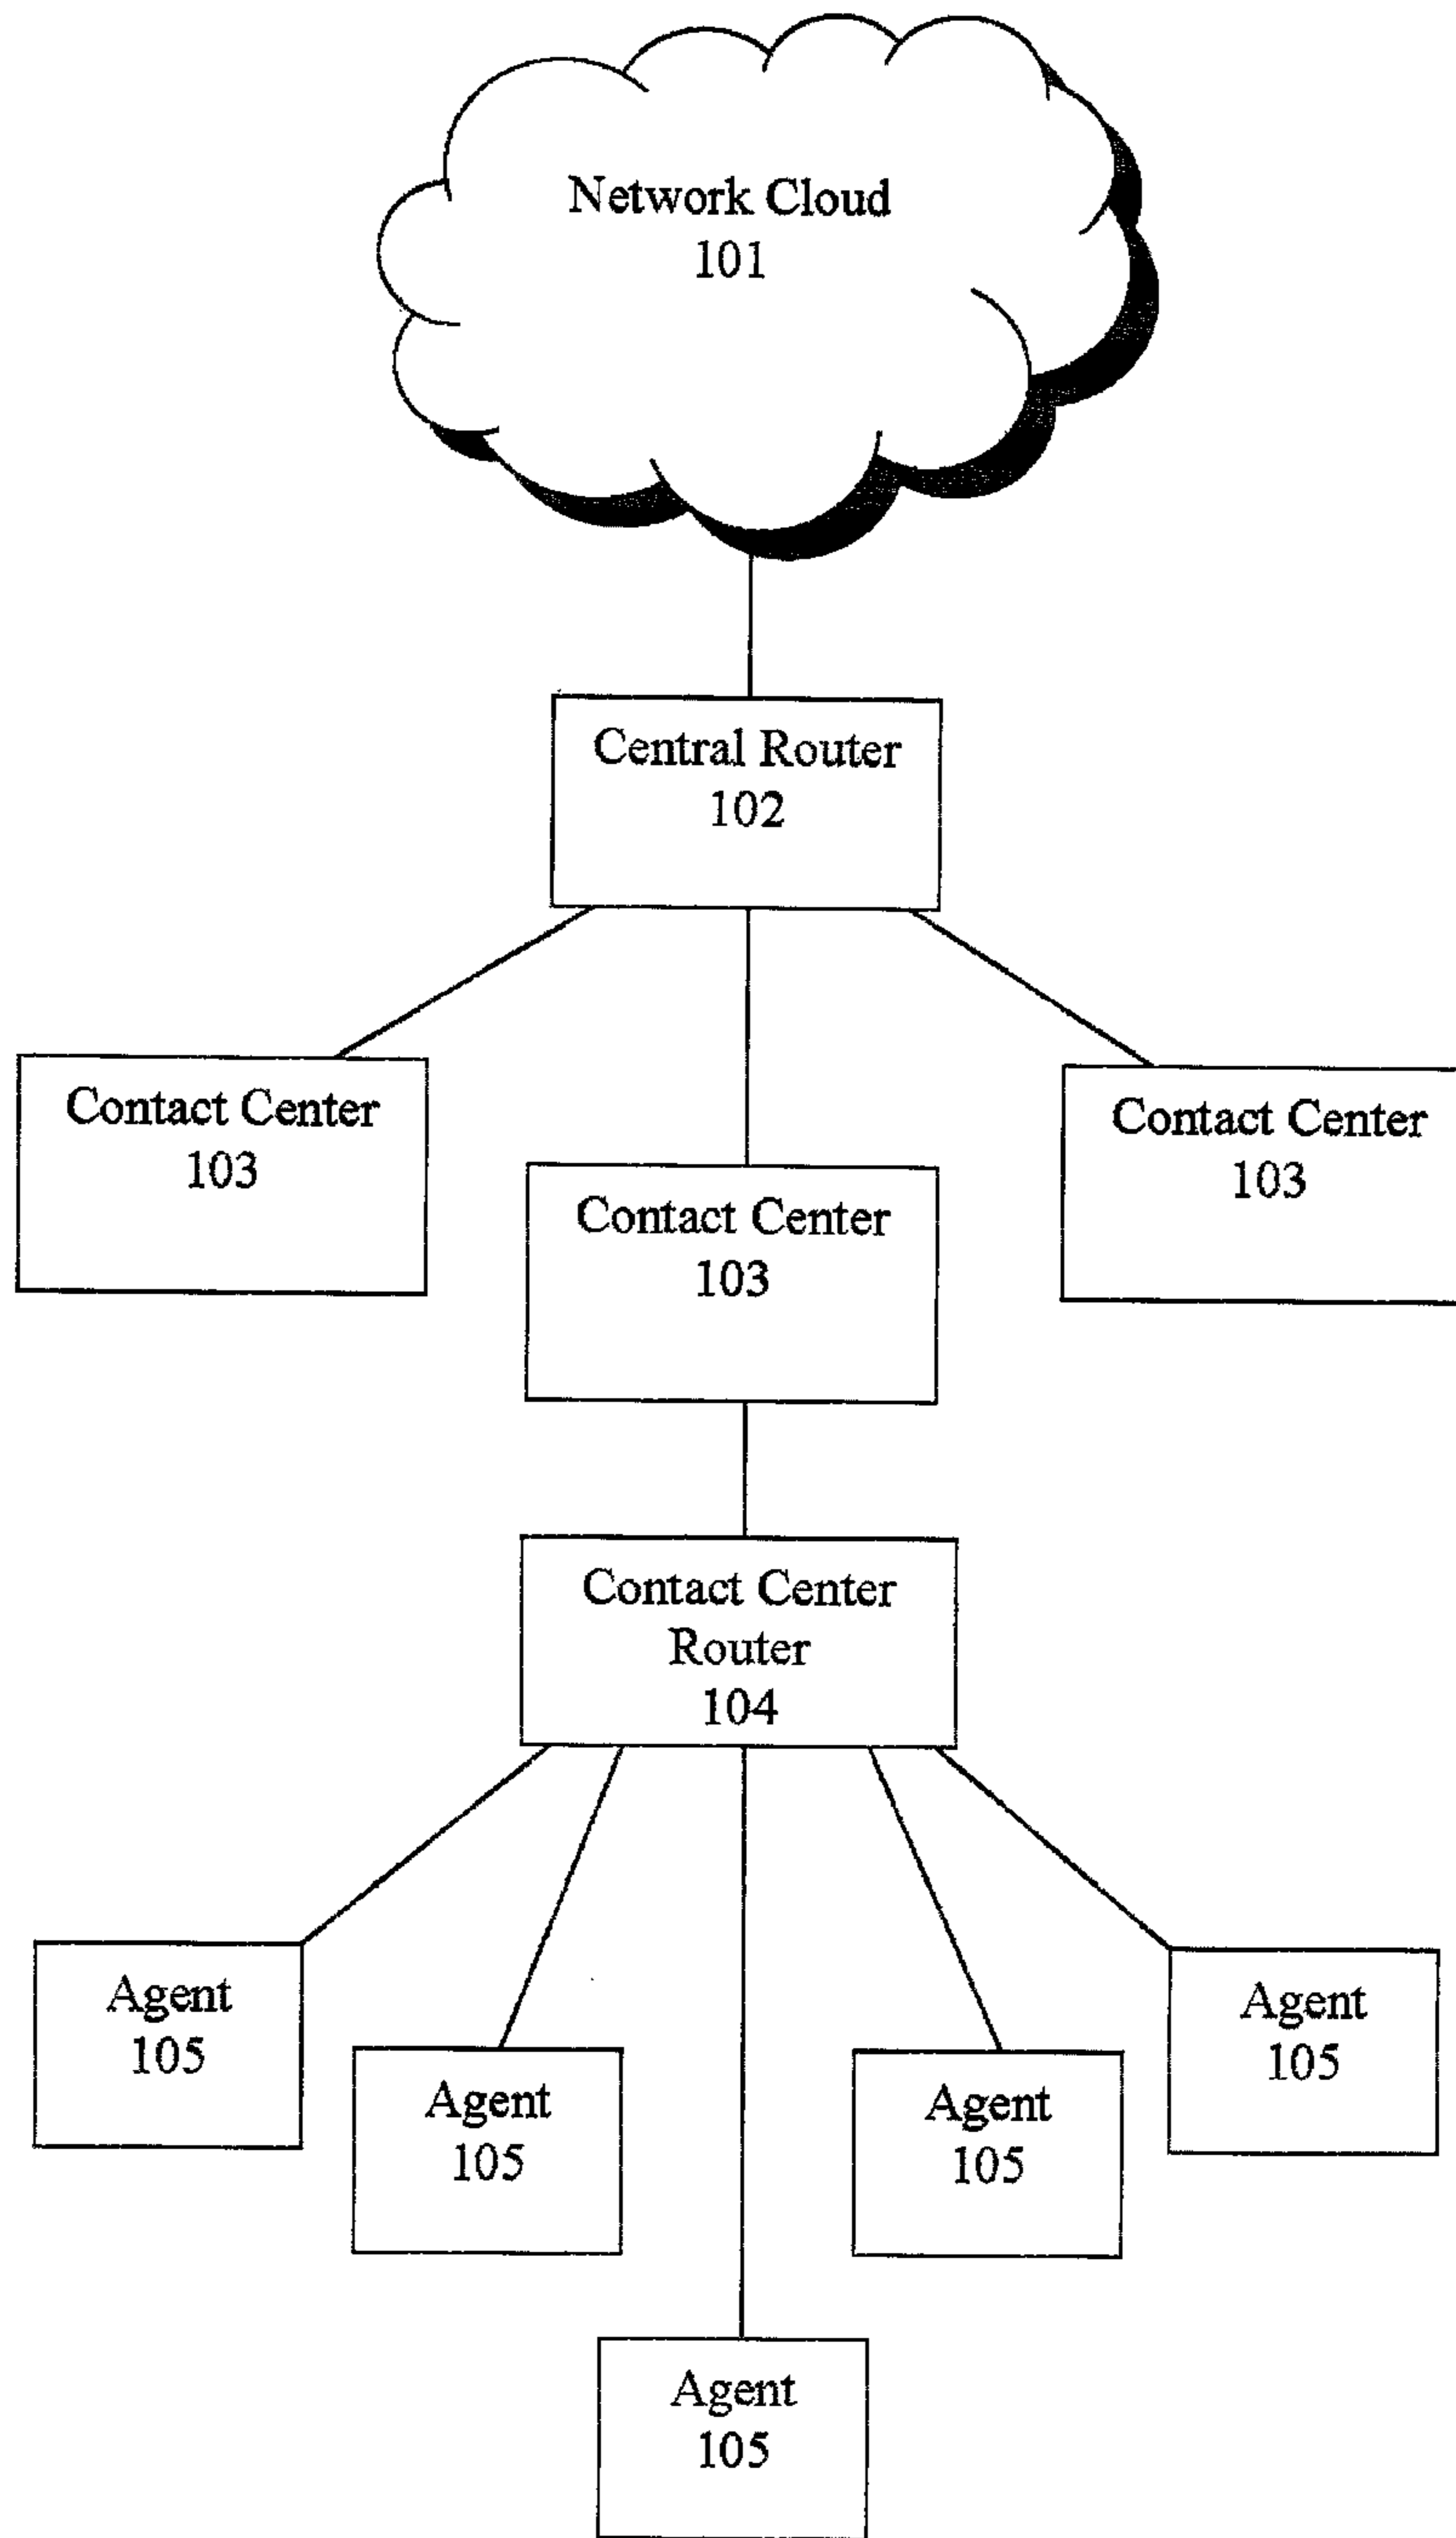 Network Cloud
101
Central Router
102
Contact Center
103
Contact Center
103
Contact Center
103
Contact Center
Router
104
Agent
105
Agent
105
Agent
105
Agent
105
Agent
105